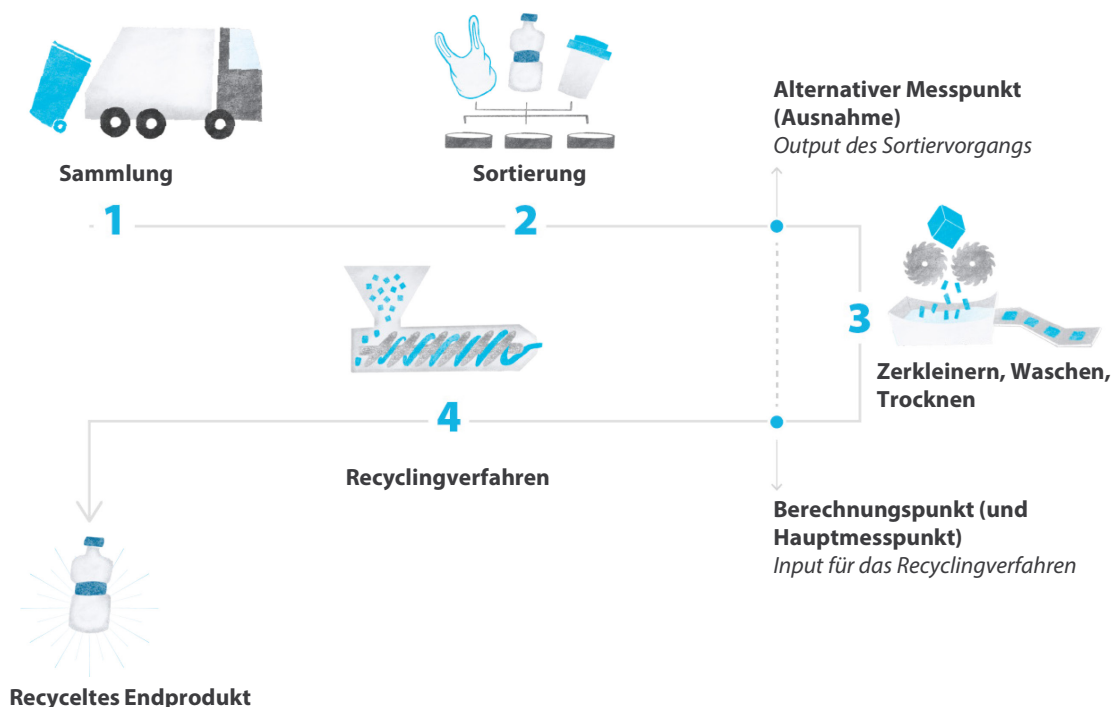 Alternativer Messpunkt
(Ausnahme)
Output des Sortiervorgangs
Sammlung
Sortierung
1
2
3
Zerkleinern, Waschen,
Trocknen
4
Recyclingverfahren
Berechnungspunkt (und
Hauptmesspunkt)
Input für das Recyclingverfahren
Recyceltes Endprodukt